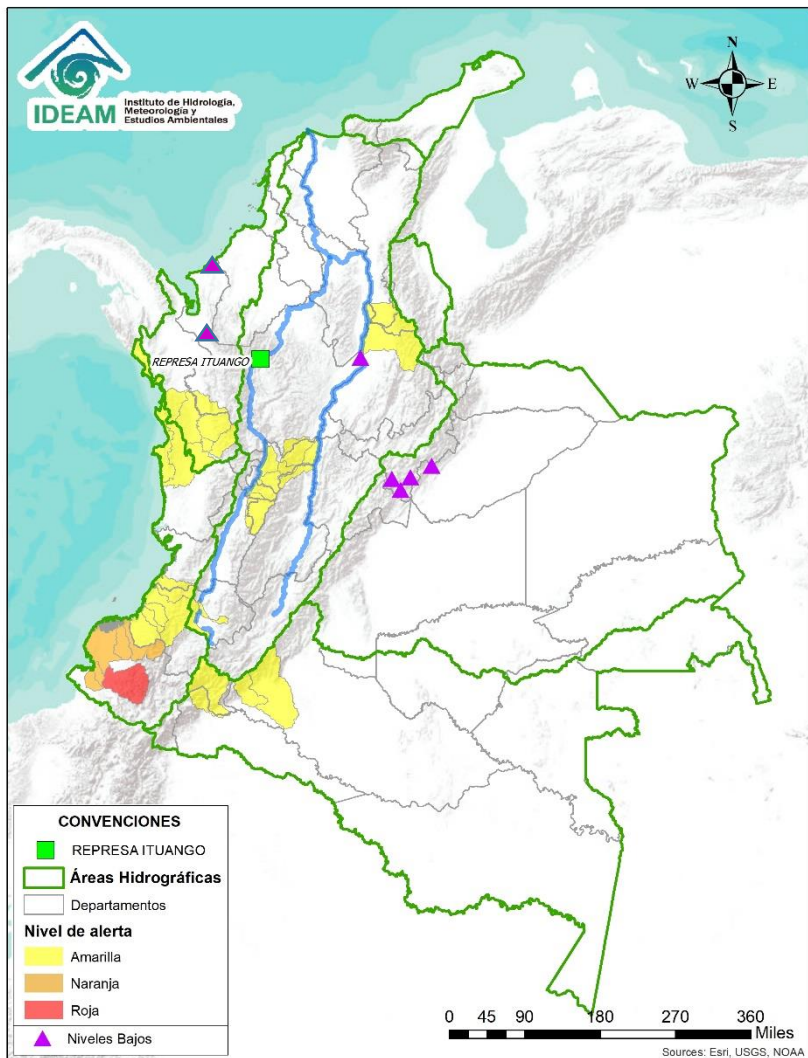 IDEAM
Instituto de Hidrología,
Meteorología y
Estudios Ambientales
N
W
E
S
REPRESA ITUANGO
CONVENCIONES
REPRESA ITUANGO
Áreas Hidrográficas
Departamentos
Nivel de alerta
Amarilla
Naranja
Roja
Niveles Bajos
0 45 90 180 270 360
Miles
Sources: Esri, USGS, NOAA